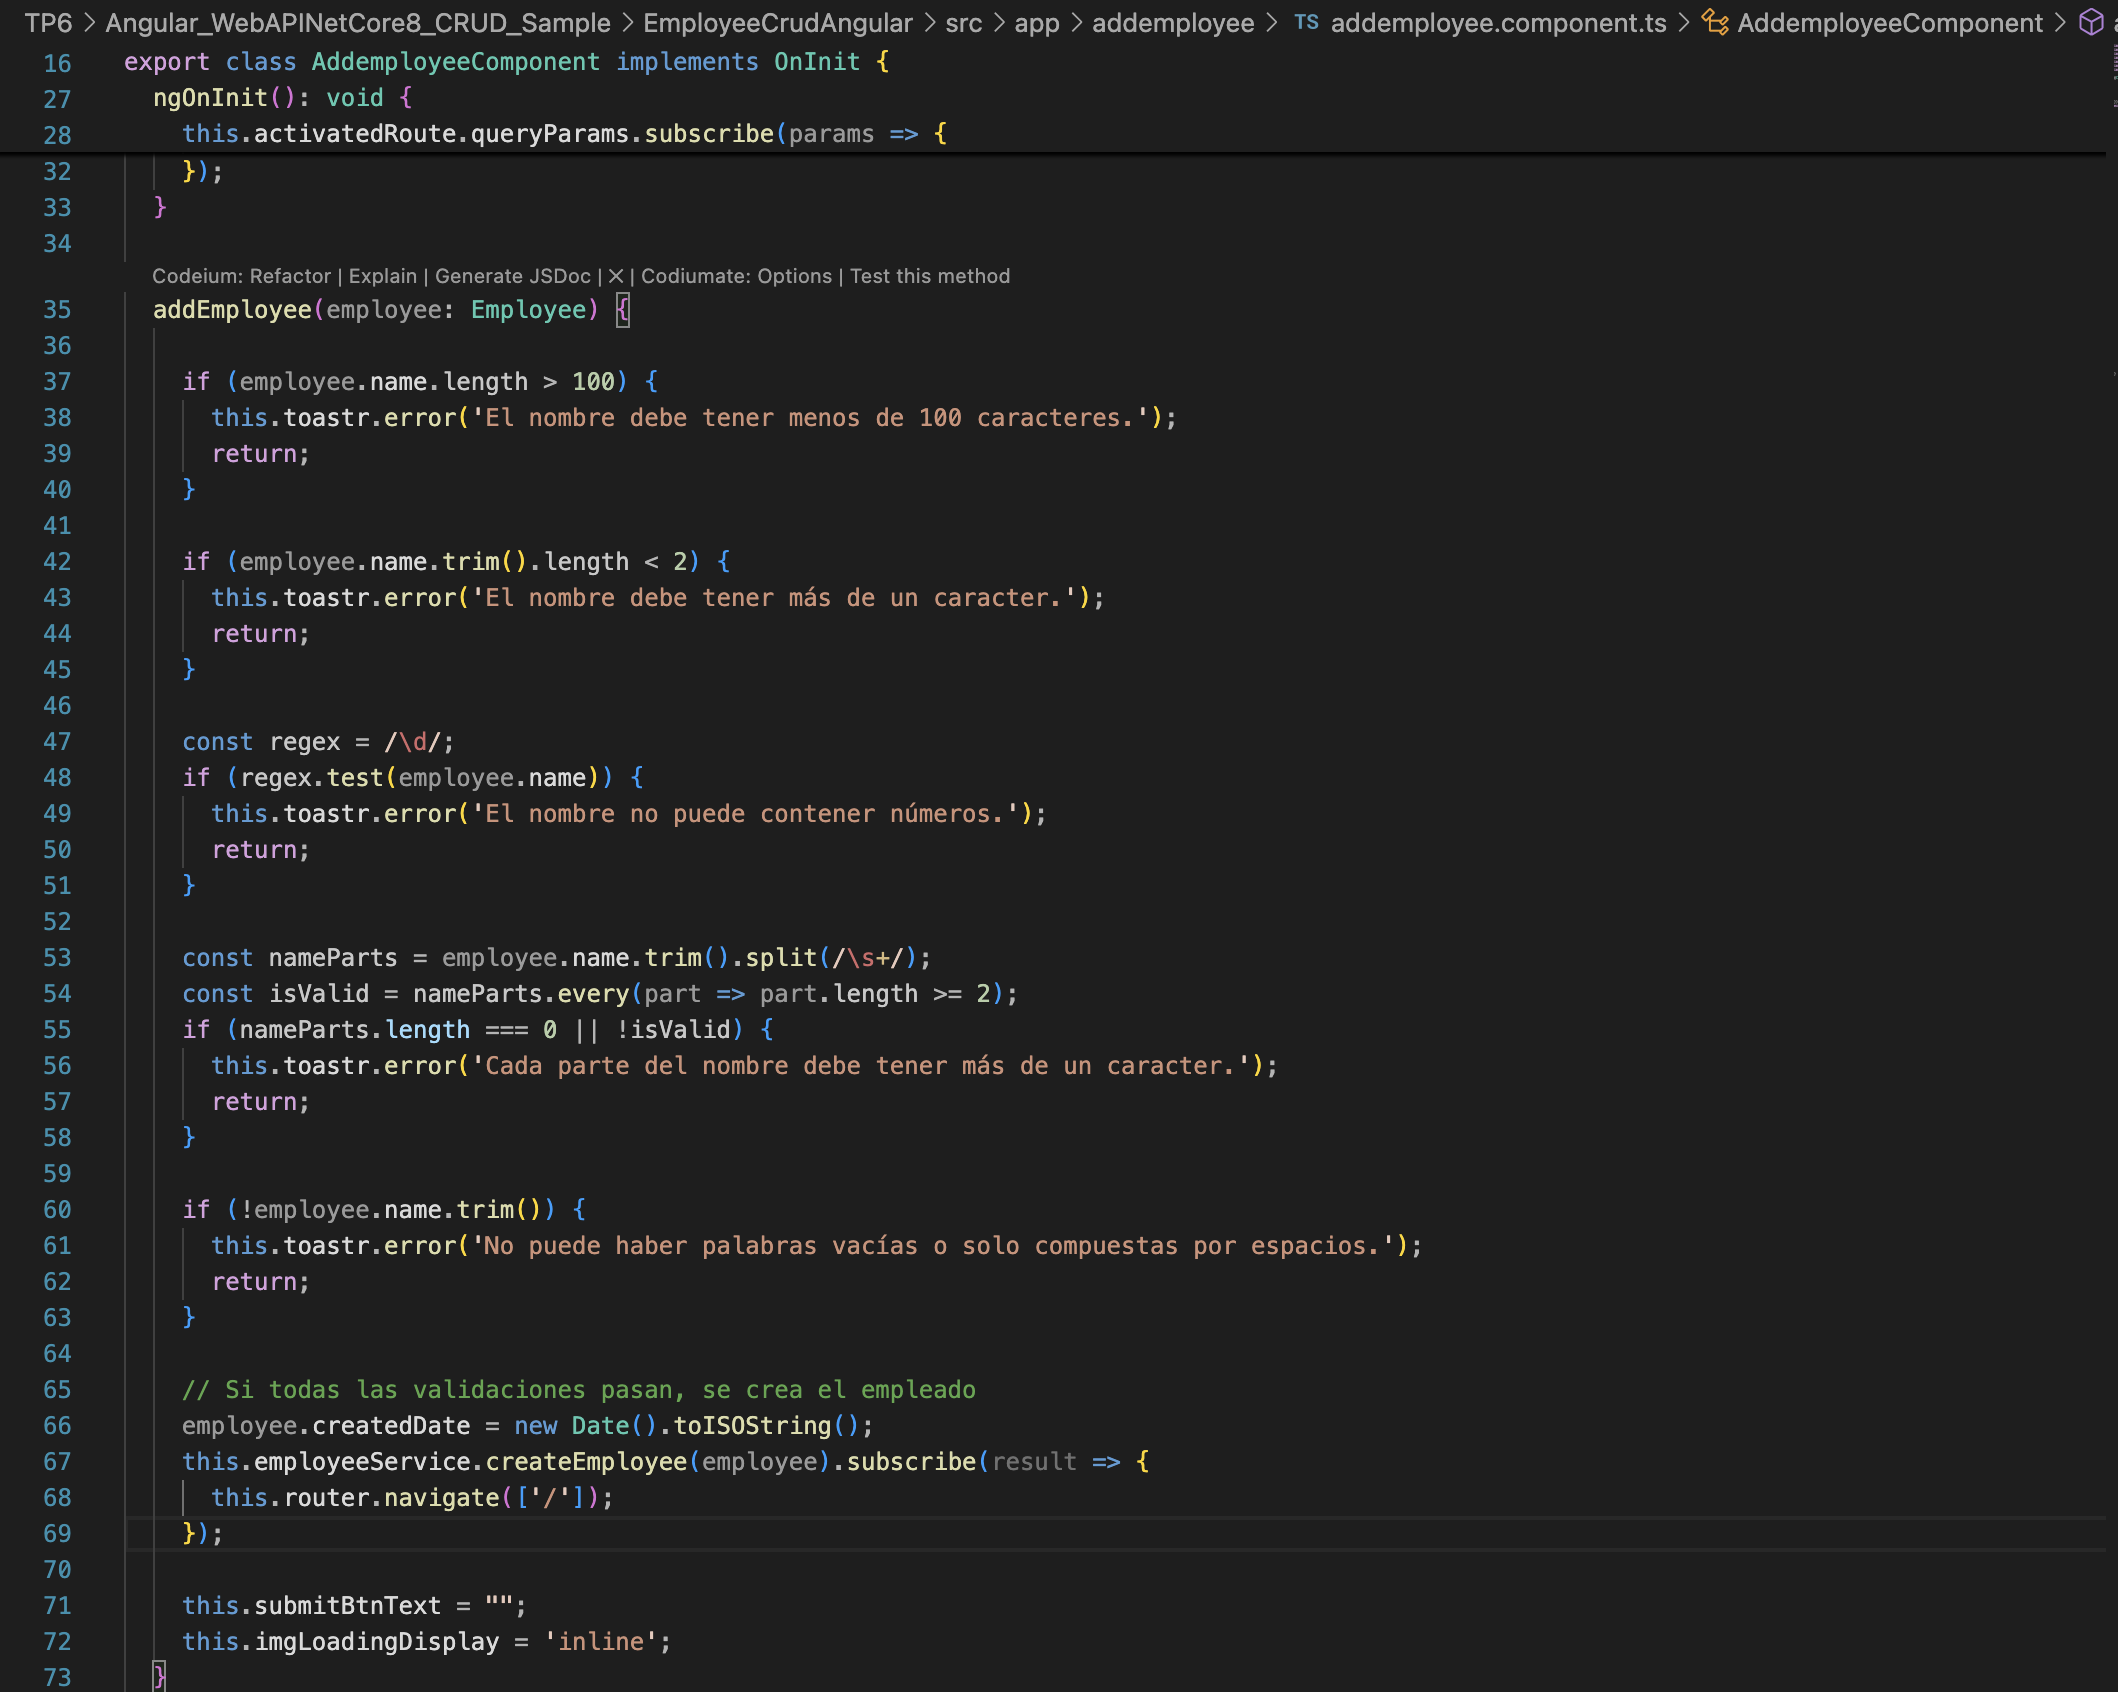 TP6 > Angular_WebAPINetCore8_CRUD_Sample > EmployeeCrudAngular > src > app > addemployee > TS addemployee.component.ts > AddemployeeComponent >
16 export class AddemployeeComponent implements OnInit {
27 ngOnInit(): void {
28 this.activatedRoute.queryParams.subscribe(params => {
32 });
33 }
34
Codeium: Refactor | Explain | Generate JSDoc | × | Codiumate: Options | Test this method
35 addEmployee(employee: Employee) {
36
37 if (employee.name.length > 100) {
38 this.toastr.error('El nombre debe tener menos de 100 caracteres.');
39 return;
40 }
41
42 if (employee.name.trim().length < 2) {
43 this.toastr.error('El nombre debe tener más de un caracter.');
44 return;
45 }
46
47 const regex = /\d/;
48 if (regex.test(employee.name)) {
49 this.toastr.error('El nombre no puede contener números.');
50 return;
51 }
52
53 const nameParts = employee.name.trim().split(/\s+/);
54 const isValid = nameParts.every(part => part.length >= 2);
55 if (nameParts.length === 0 || !isValid) {
56 this.toastr.error('Cada parte del nombre debe tener más de un caracter.');
57 return;
58 }
59
60 if (!employee.name.trim()) {
61 this.toastr.error('No puede haber palabras vacías o solo compuestas por espacios.');
62 return;
63 }
64
65 // Si todas las validaciones pasan, se crea el empleado
66 employee.createdDate = new Date().toISOString();
67 this.employeeService.createEmployee(employee).subscribe(result => {
68 this.router.navigate(['/']);
69 });
70
71 this.submitBtnText = "";
72 this.imgLoadingDisplay = 'inline';
73 }